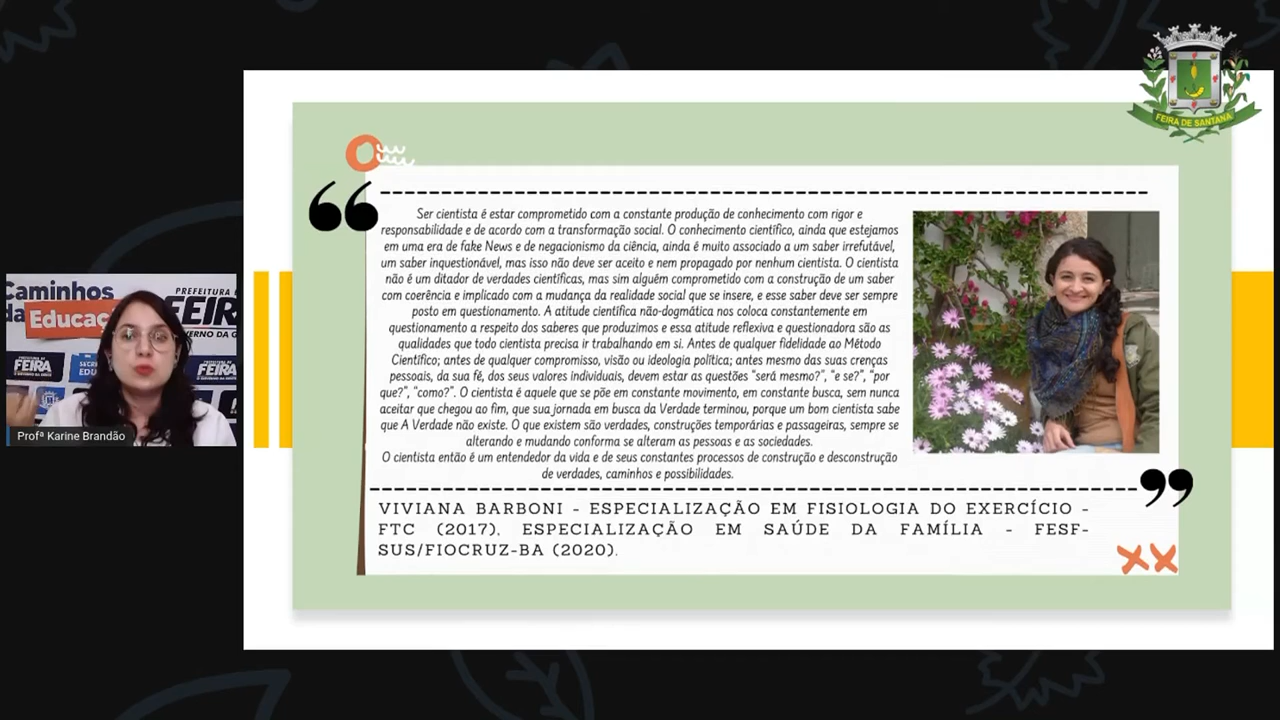 FEIRA DE SANTANA
Ser cientista é estar comprometido com a constante produção de conhecimento com rigor e
responsabilidade e de acordo com a transformação social. O conhecimento científico, ainda que estejamos
em uma era de fake News e de negacionismo da ciência, ainda é muito associado a um saber irrefutável,
um saber inquestionável, mas isso não deve ser aceito e nem propagado por nenhum cientista. O cientista
não é um ditador de verdades científicas, mas sim alguém comprometido com a construção de um saber
com coerência e implicado com a mudança da realidade social que se insere, e esse saber deve ser sempre
posto em questionamento. A atitude científica não-dogmática nos coloca constantemente em
questionamento a respeito dos saberes que produzimos e essa atitude reflexiva e questionadora são as
qualidades que todo cientista precisa ir trabalhando em si. Antes de qualquer fidelidade ao Método
Científico; antes de qualquer compromisso, visão ou ideologia política; antes mesmo das suas crenças
pessoais, da sua fé, dos seus valores individuais, devem estar as questões "será mesmo?", "e se?", "por
que?", "como?". O cientista é aquele que se põe em constante movimento, em constante busca, sem nunca
aceitar que chegou ao fim, que sua jornada em busca da Verdade terminou, porque um bom cientista sabe
que A Verdade não existe. O que existem são verdades, construções temporárias e passageiras, sempre se
alterando e mudando conforma se alteram as pessoas e as sociedades.
O cientista então é um entendedor da vida e de seus constantes processos de construção e desconstrução
de verdades, caminhos e possibilidades.
VIVIANA BARBONI - ESPECIALIZAÇÃO EM FISIOLOGIA DO EXERCÍCIO -
FTC (2017). ESPECIALIZAÇÃO EM SAÚDE DA FAMÍLIA - FESF-
SUS/FIOCRUZ-BA (2020).
Caminhos
da Educaç
PREFEITURA
FEIR
PREFEITURA DE
FEIRA
FEIRA
Profª Karine Brandão